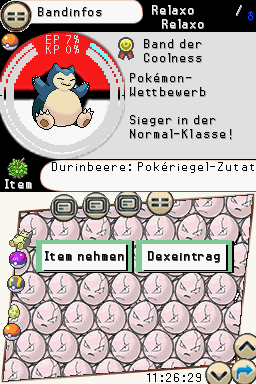 Bandinfos
Relaxo
Relaxo
/♂
EP 7%
KP 0%
Band der
Coolness
Pokémon-
Wettbewerb
Sieger in der
Normal-Klasse!
Item
Durinbeere: Pokériegel-Zutat
Item nehmen
Dexeintrag
11:26:29